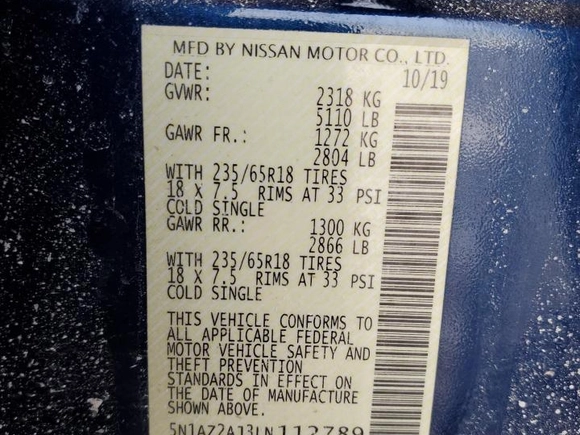 MFD BY NISSAN MOTOR CO., LTD.
DATE: 10/19
GVWR: 2318 KG
5110 LB
GAWR FR.: 1272 KG
2804 LB
WITH 235/65R18 TIRES
18 X 7.5 RIMS AT 33 PSI
COLD SINGLE
GAWR RR.: 1300 KG
2866 LB
WITH 235/65R18 TIRES
18 X 7.5 RIMS AT 33 PSI
COLD SINGLE
THIS VEHICLE CONFORMS TO
ALL APPLICABLE FEDERAL
MOTOR VEHICLE SAFETY AND
THEFT PREVENTION
STANDARDS IN EFFECT ON
THE DATE OF MANUFACTURE
SHOWN ABOVE.
5N1AZ2AJ3LN112789